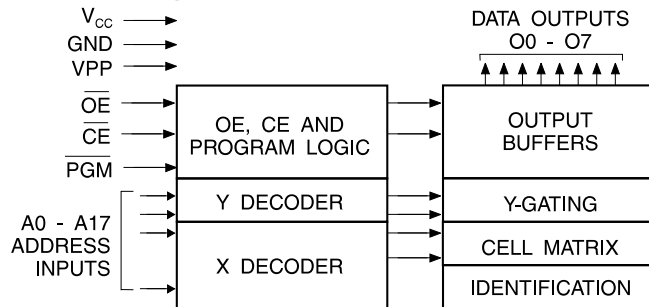 VCC
GND
VPP
OE
CE
PGM
A0 - A17
ADDRESS
INPUTS
OE, CE AND
PROGRAM LOGIC
Y DECODER
X DECODER
DATA OUTPUTS
O0 - O7
OUTPUT
BUFFERS
Y-GATING
CELL MATRIX
IDENTIFICATION